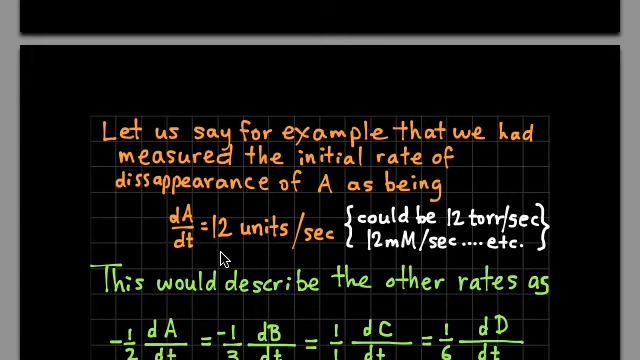 Let us say for example that we had
measured the initial rate of
dissappearance of A as being
dA/dt = 12 units/sec {could be 12 torr/sec}
{12mM/sec .... etc.}
This would describe the other rates as
-1/2 dA/dt = -1/3 dB/dt = 1/1 dC/dt = 1/6 dD/dt